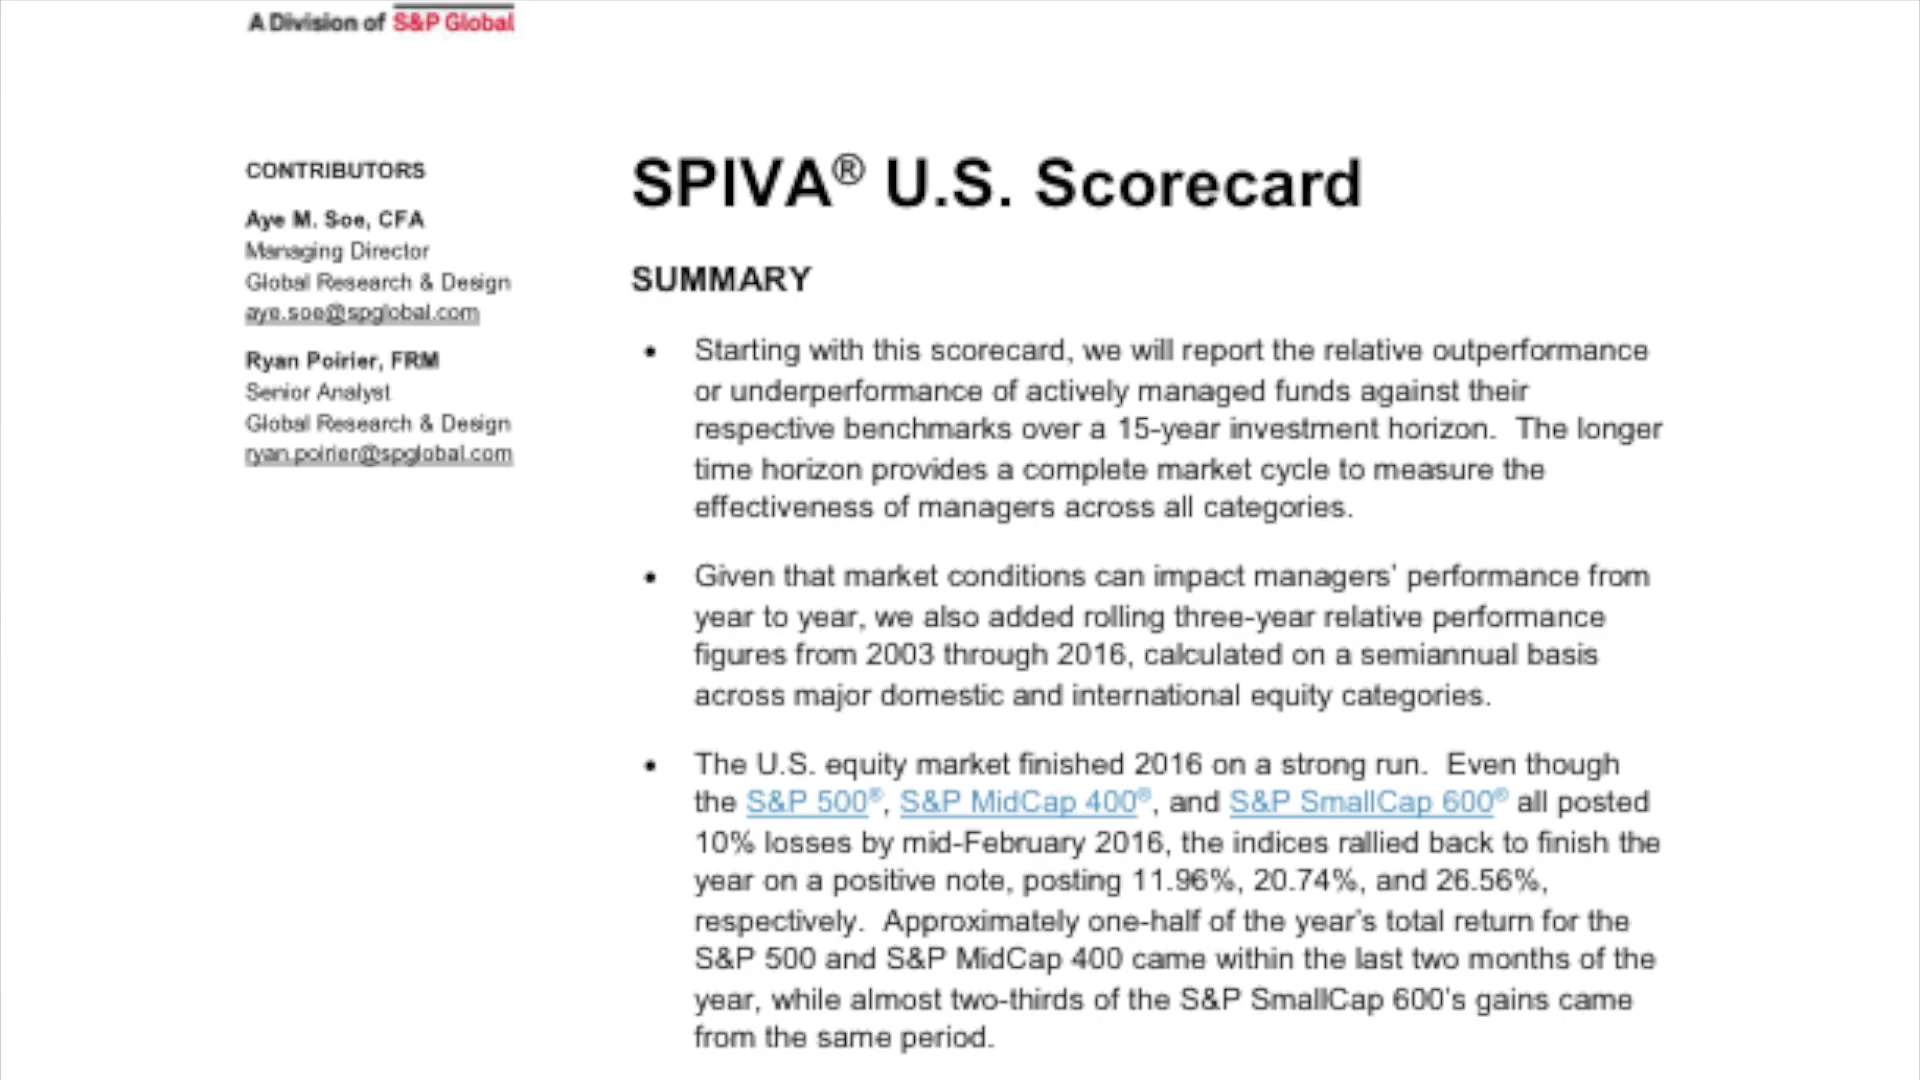 A Division of S&P Global
CONTRIBUTORS
Aye M. Soe, CFA
Managing Director
Global Research & Design
aye.soe@spglobal.com
Ryan Poirier, FRM
Senior Analyst
Global Research & Design
ryan.poirier@spglobal.com
SPIVA® U.S. Scorecard
SUMMARY
• Starting with this scorecard, we will report the relative outperformance
or underperformance of actively managed funds against their
respective benchmarks over a 15-year investment horizon. The longer
time horizon provides a complete market cycle to measure the
effectiveness of managers across all categories.
• Given that market conditions can impact managers' performance from
year to year, we also added rolling three-year relative performance
figures from 2003 through 2016, calculated on a semiannual basis
across major domestic and international equity categories.
• The U.S. equity market finished 2016 on a strong run. Even though
the S&P 500®, S&P MidCap 400®, and S&P SmallCap 600® all posted
10% losses by mid-February 2016, the indices rallied back to finish the
year on a positive note, posting 11.96%, 20.74%, and 26.56%,
respectively. Approximately one-half of the year's total return for the
S&P 500 and S&P MidCap 400 came within the last two months of the
year, while almost two-thirds of the S&P SmallCap 600's gains came
from the same period.